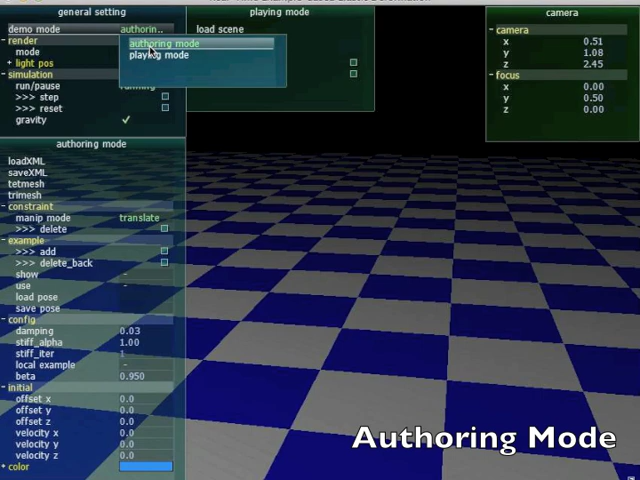 general setting
demo mode authorin..
authoring mode
playing mode
render
mode
light pos
simulation
run/pause running
>>> step
>>> reset
gravity
playing mode
load scene
camera
camera
x 0.51
y 1.08
z 2.45
focus
x 0.00
y 0.50
z 0.00
authoring mode
loadXML
saveXML
tetmesh
trimesh
constraint
manip mode translate
>>> delete
example
>>> add
>>> delete_back
show -
use -
load pose
save pose
config
damping 0.03
stiff_alpha 1.00
stiff_iter 1
local example -
beta 0.950
initial
offset x 0.0
offset y 0.0
offset z 0.0
velocity x 0.0
velocity y 0.0
velocity z 0.0
color
Authoring Mode